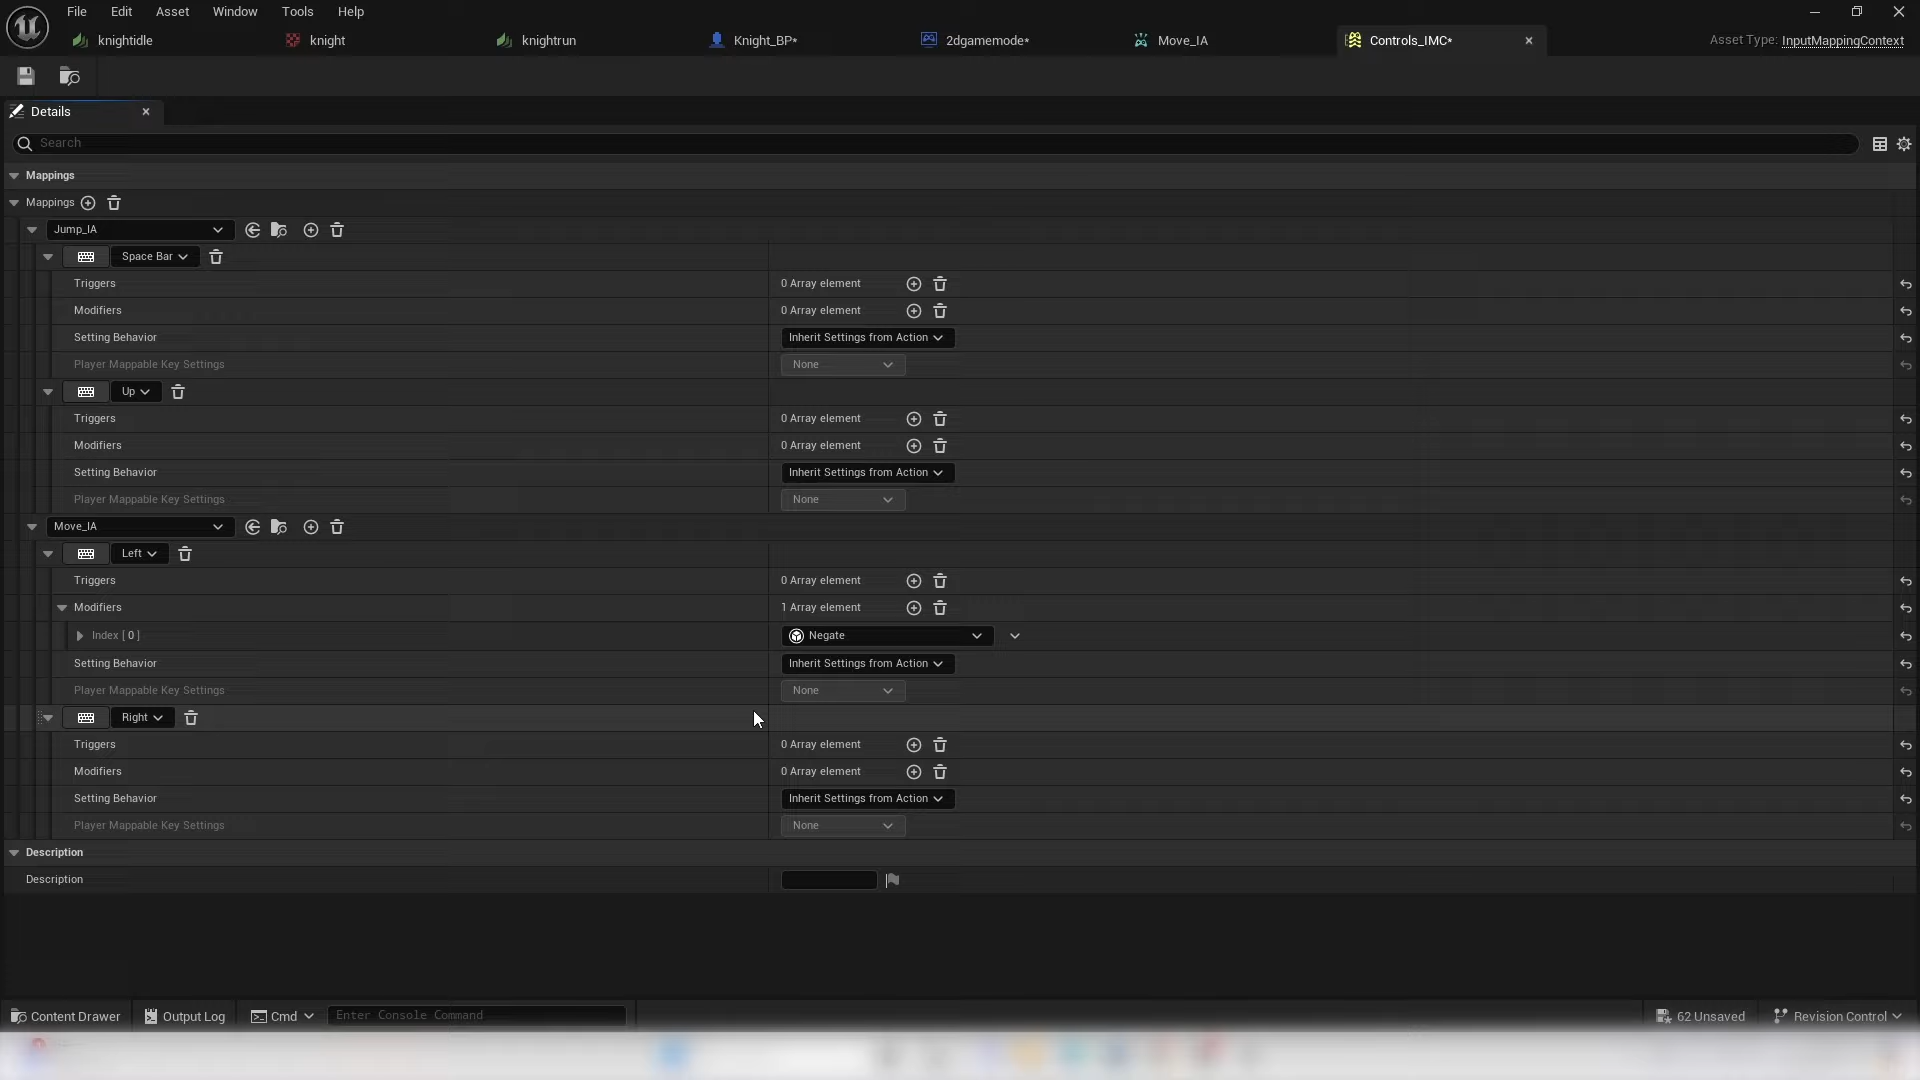 File Edit Asset Window Tools Help
knightidle knight knightrun Knight_BP* 2dgamemode* Move_IA Controls_IMC* Asset Type: InputMappingContext
Details
Search
Mappings
Mappings
Jump_IA
Space Bar
Triggers 0 Array element
Modifiers 0 Array element
Setting Behavior Inherit Settings from Action
Player Mappable Key Settings None
Up
Triggers 0 Array element
Modifiers 0 Array element
Setting Behavior Inherit Settings from Action
Player Mappable Key Settings None
Move_IA
Left
Triggers 0 Array element
Modifiers 1 Array element
Index [ 0 ] Negate
Setting Behavior Inherit Settings from Action
Player Mappable Key Settings None
Right
Triggers 0 Array element
Modifiers 0 Array element
Setting Behavior Inherit Settings from Action
Player Mappable Key Settings None
Description
Description
Content Drawer Output Log Cmd Enter Console Command 62 Unsaved Revision Control